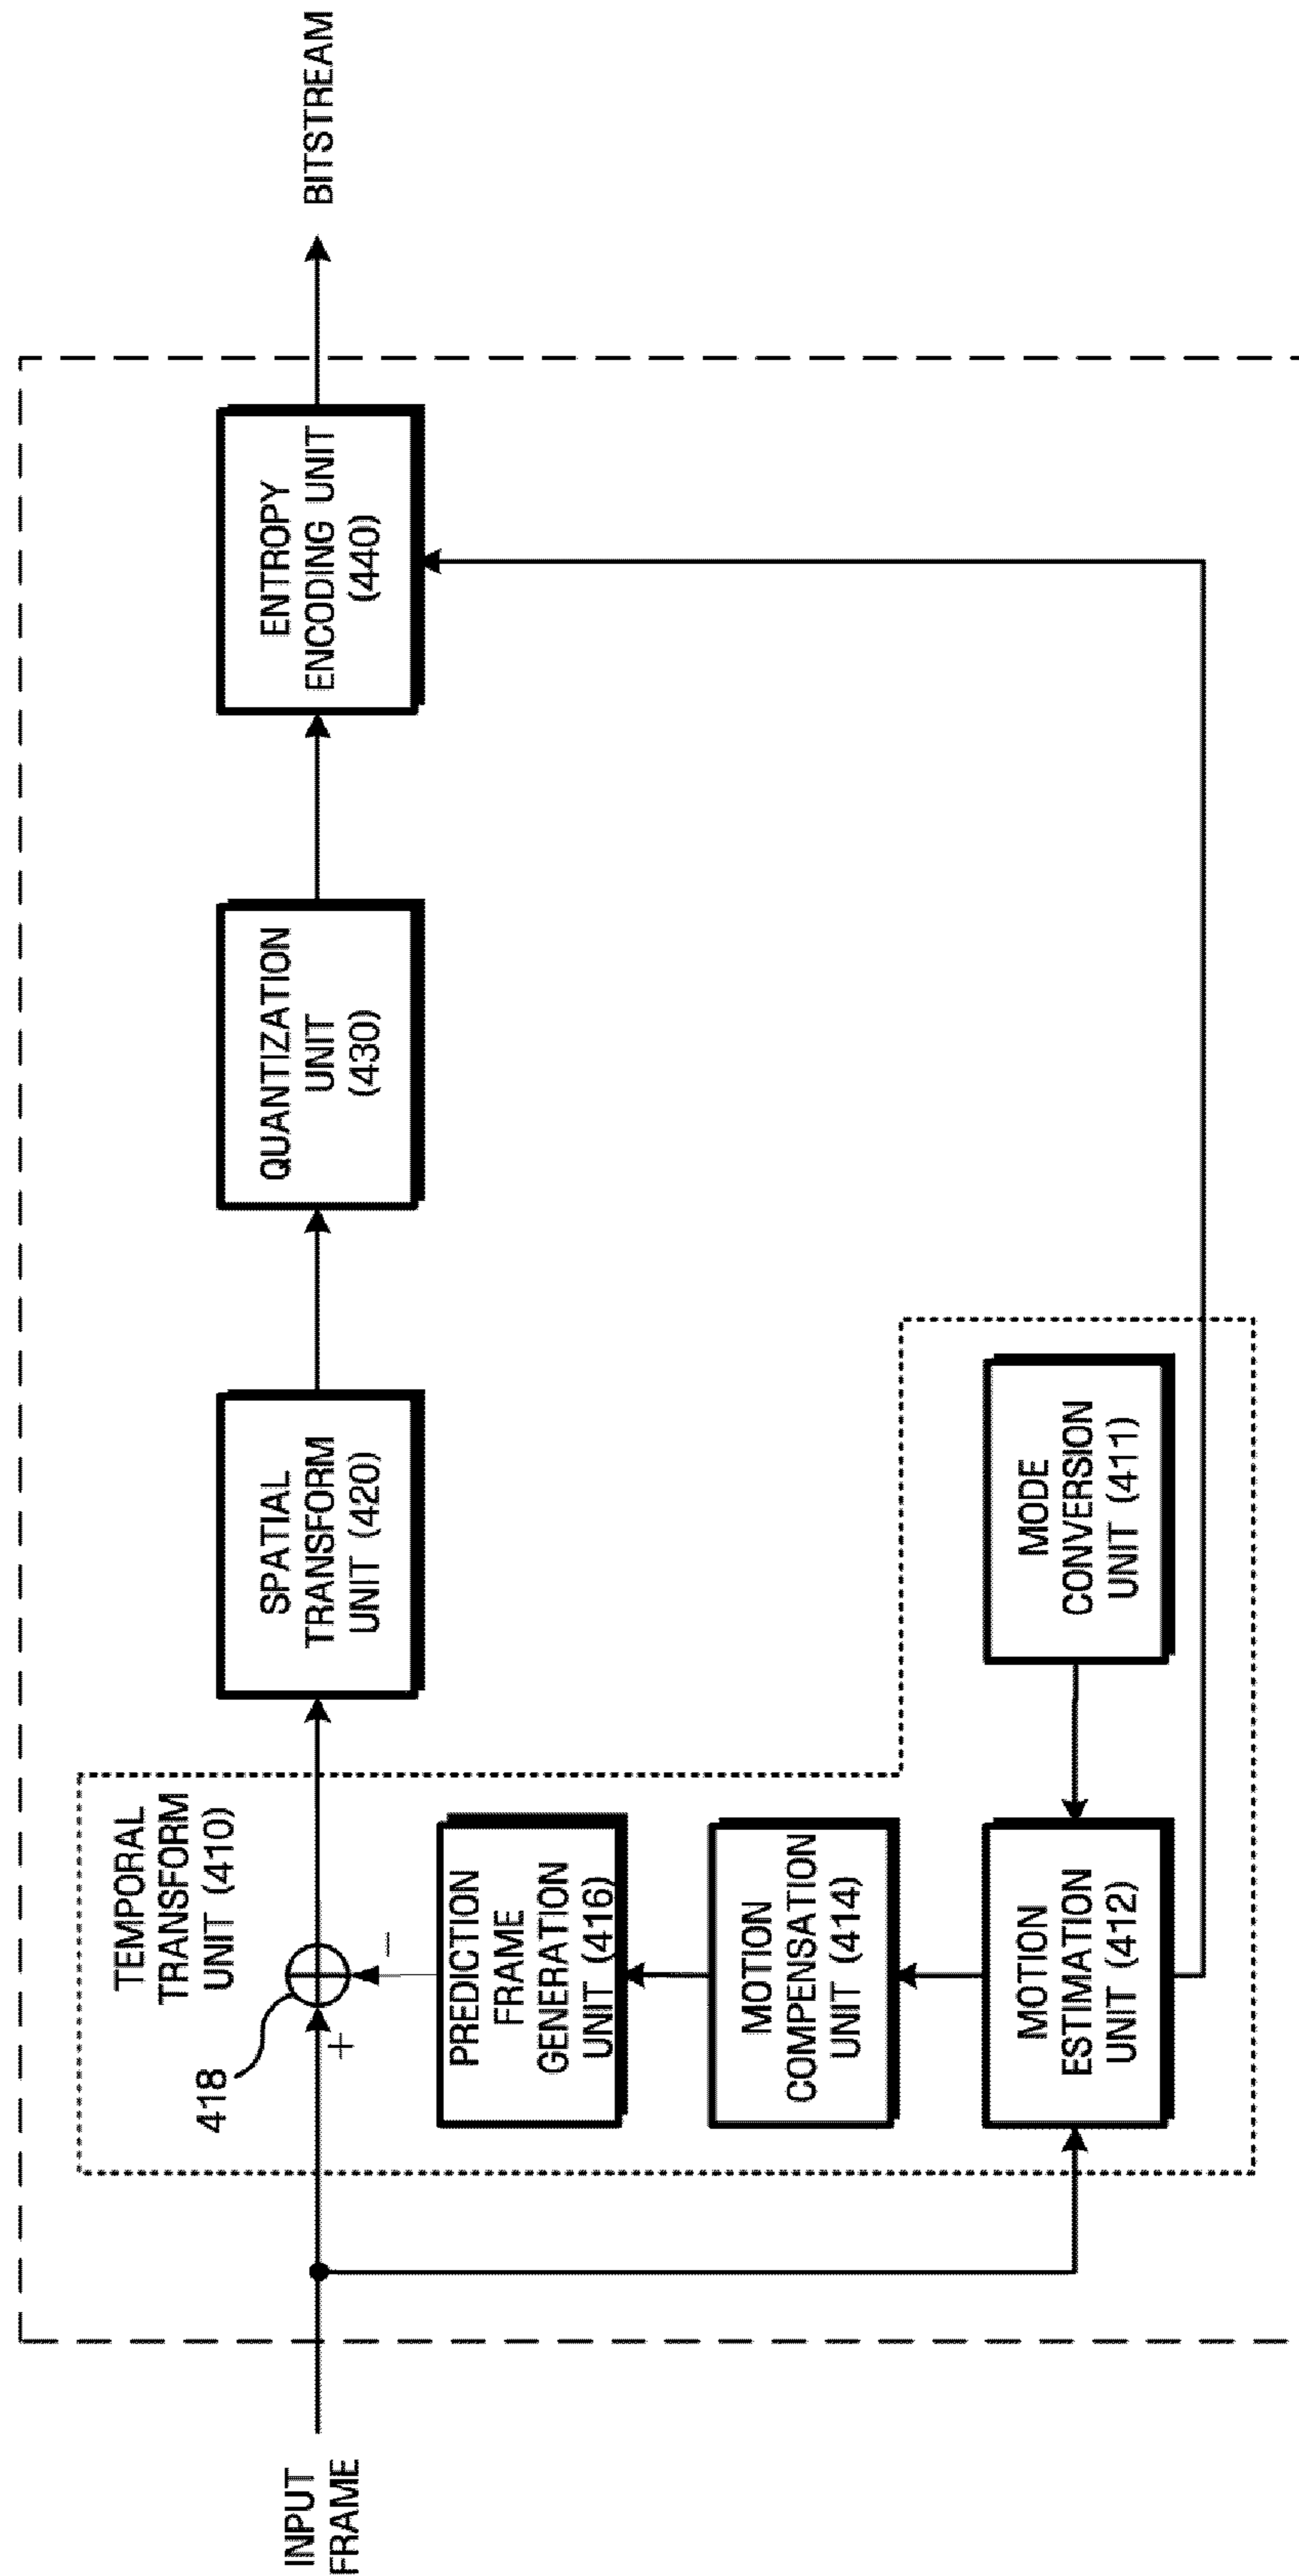 INPUT
FRAME
418
+
−
TEMPORAL
TRANSFORM
UNIT (410)
PREDICTION
FRAME
GENERATION
UNIT (416)
MOTION
COMPENSATION
UNIT (414)
MOTION
ESTIMATION
UNIT (412)
MODE
CONVERSION
UNIT (411)
SPATIAL
TRANSFORM
UNIT (420)
QUANTIZATION
UNIT
(430)
ENTROPY
ENCODING UNIT
(440)
BITSTREAM